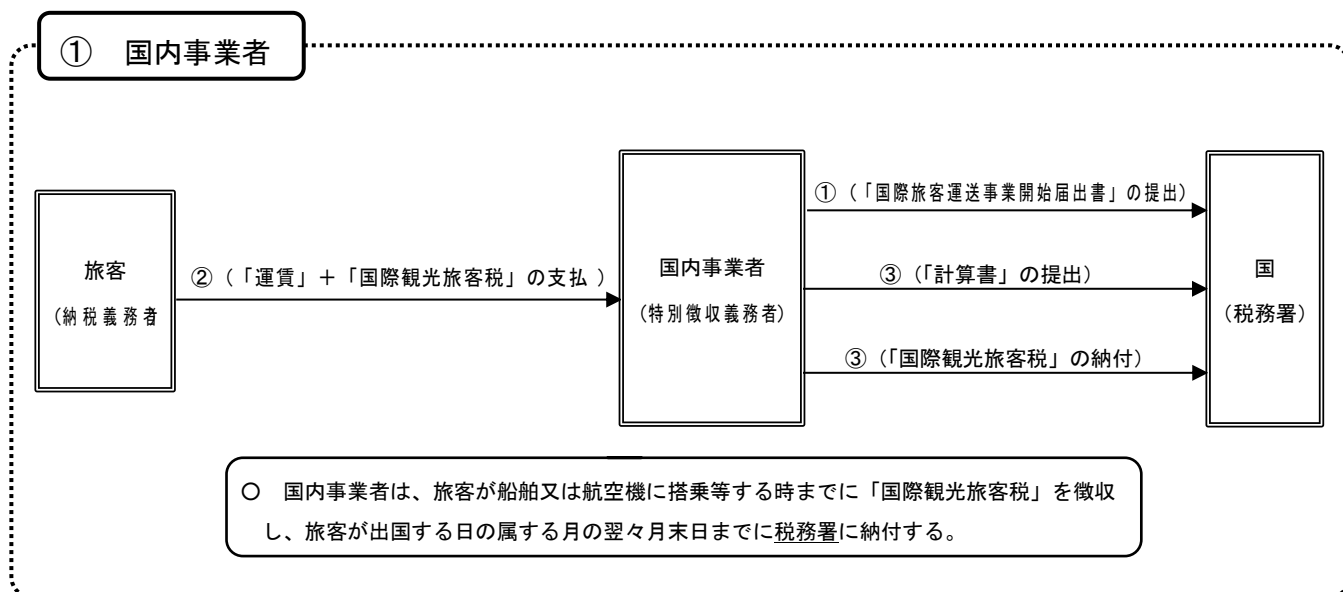 ① 国内事業者
旅客
(納税義務者
②(「運賃」+「国際観光旅客税」の支払)
国内事業者
(特別徴収義務者)
①(「国際旅客運送事業開始届出書」の提出)
③(「計算書」の提出)
③(「国際観光旅客税」の納付)
国
(税務署)
○ 国内事業者は、旅客が船舶又は航空機に搭乗等する時までに「国際観光旅客税」を徴収
し、旅客が出国する日の属する月の翌々月末日までに税務署に納付する。